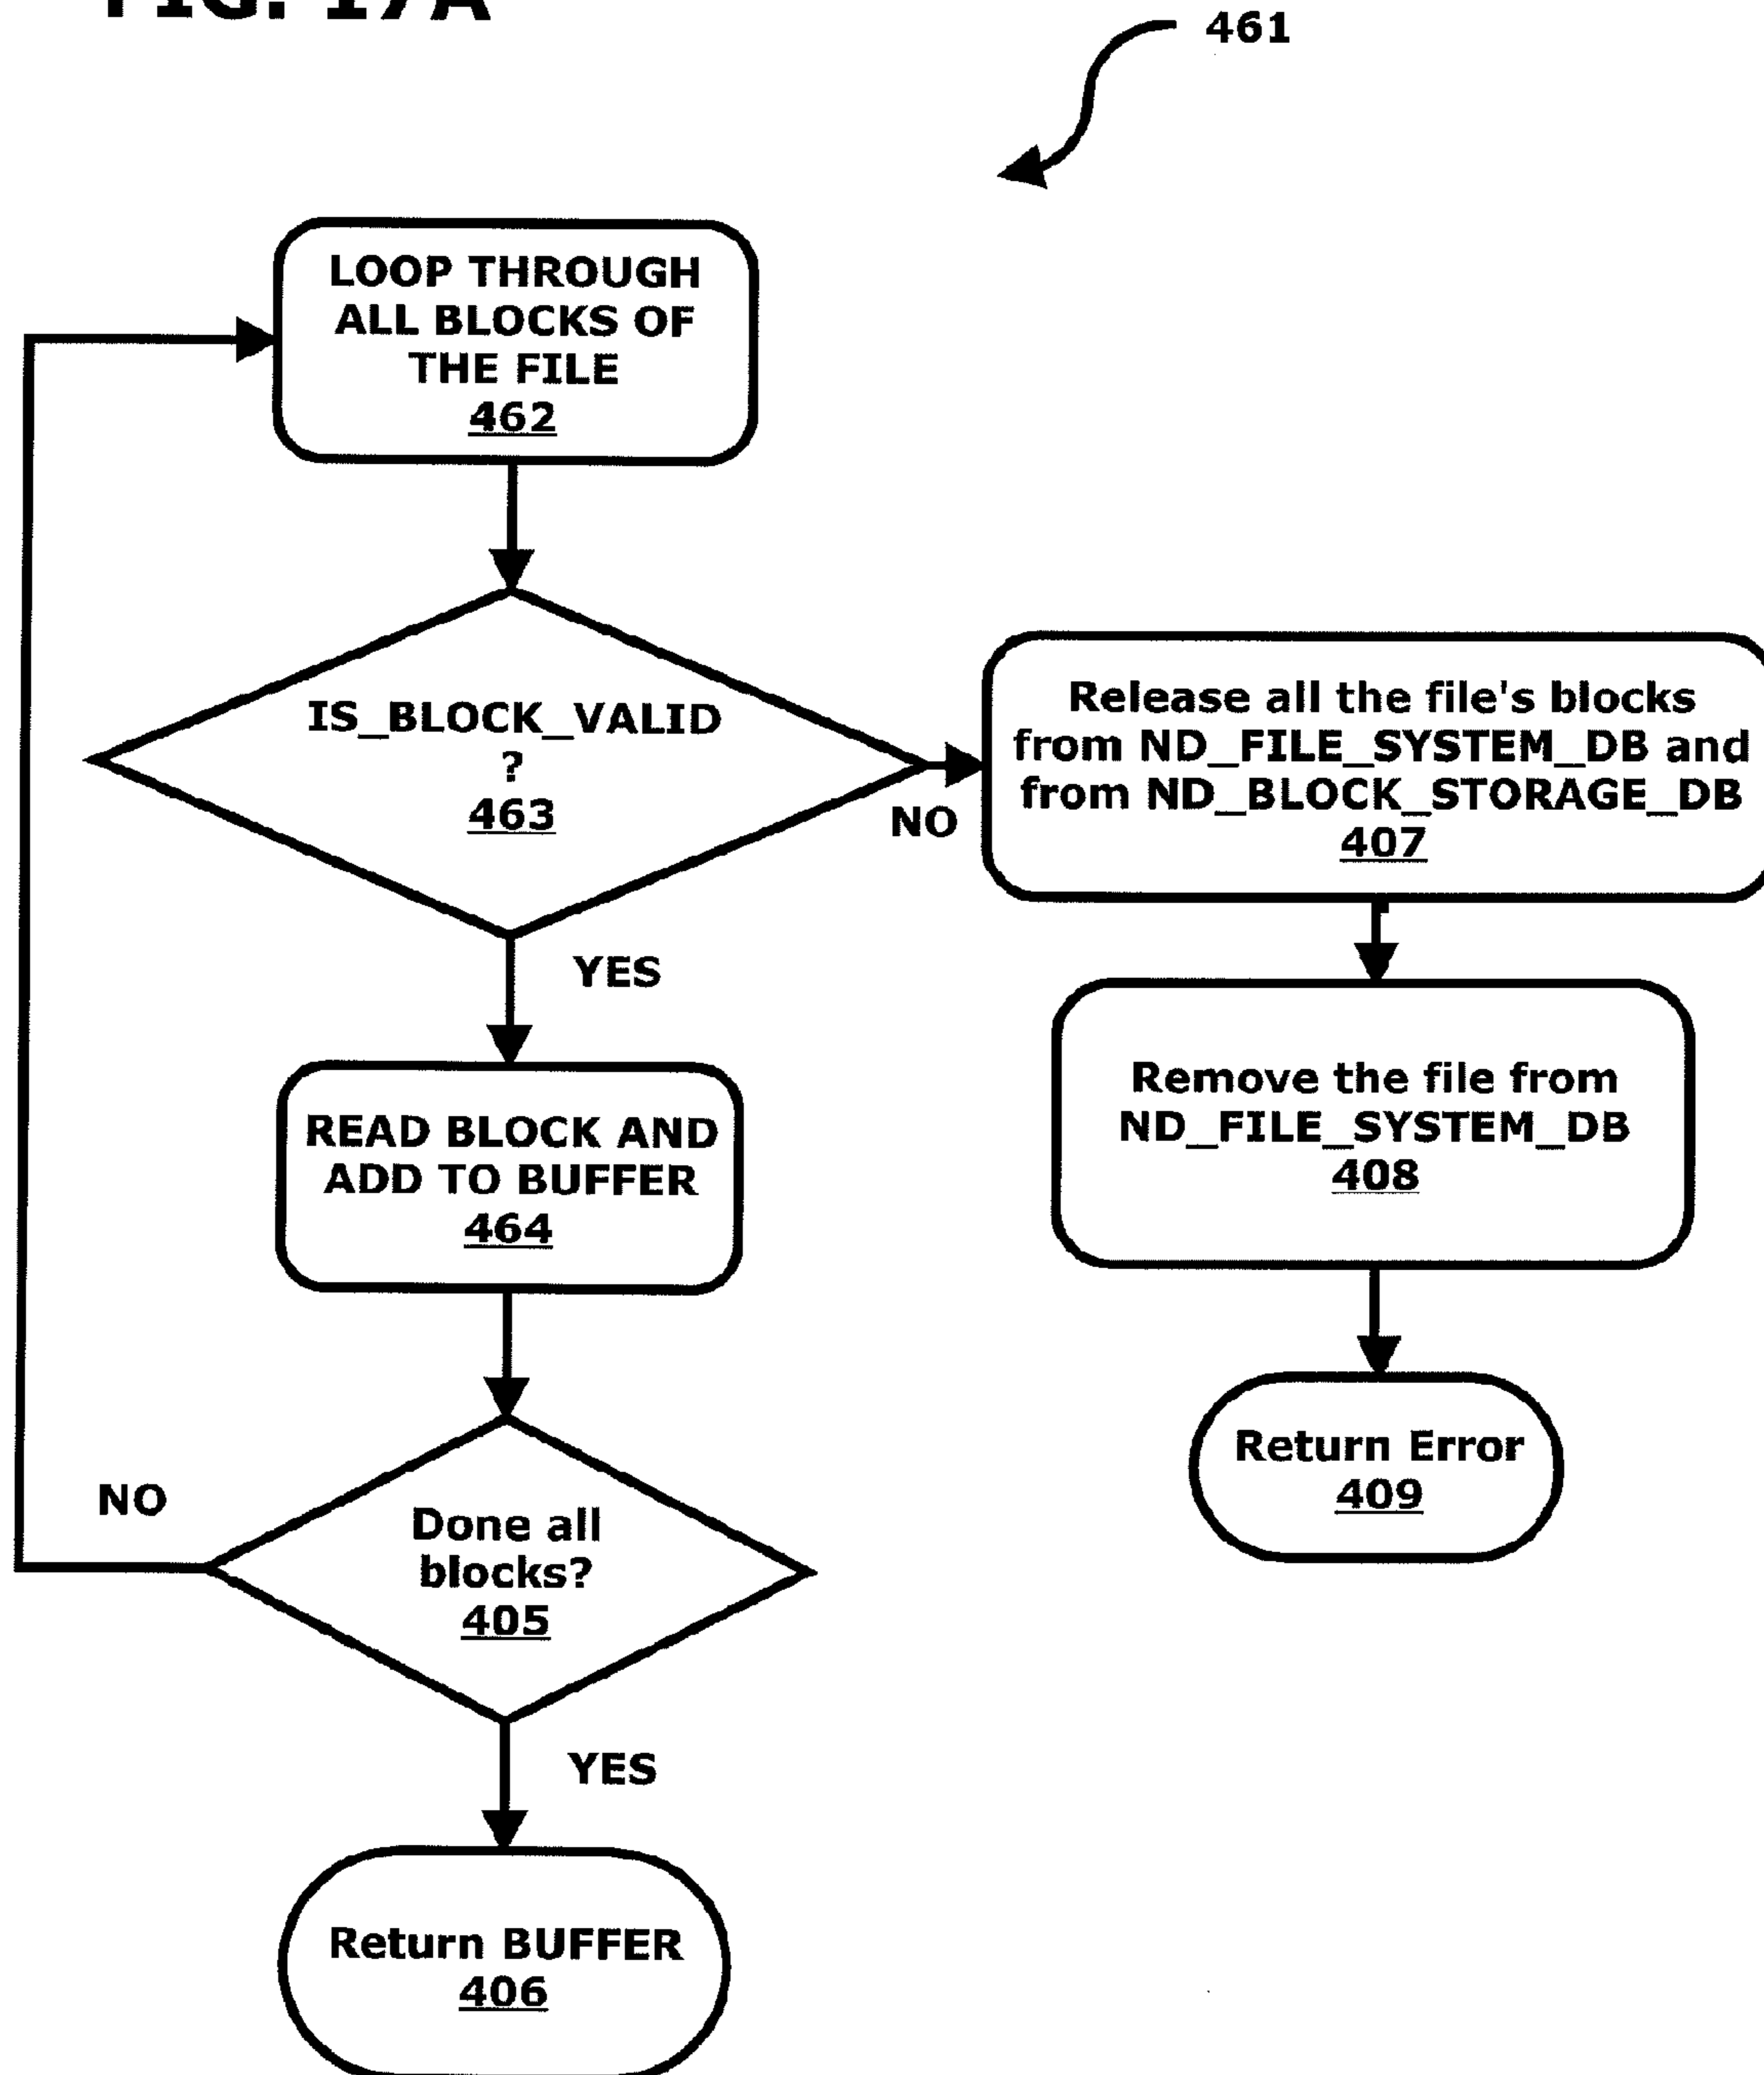 FIG. 17A
461
LOOP THROUGH
ALL BLOCKS OF
THE FILE
462
IS_BLOCK_VALID
?
463
NO
Release all the file's blocks
from ND_FILE_SYSTEM_DB and
from ND_BLOCK_STORAGE_DB
407
YES
Remove the file from
ND_FILE_SYSTEM_DB
408
READ BLOCK AND
ADD TO BUFFER
464
Return Error
409
NO
Done all
blocks?
405
YES
Return BUFFER
406